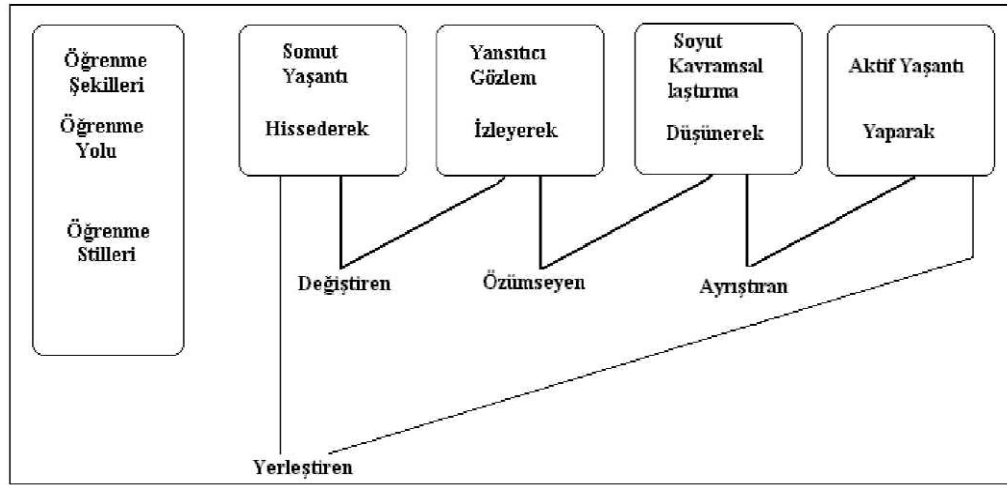 Öğrenme
Şekilleri
Öğrenme
Yolu
Öğrenme
Stilleri
Somut
Yaşantı
Hissederek
Yansıtıcı
Gözlem
İzleyerek
Soyut
Kavramsal
laştırma
Düşünerek
Aktif Yaşantı
Yaparak
Değiştiren
Özümseyen
Ayrıştıran
Yerleştiren